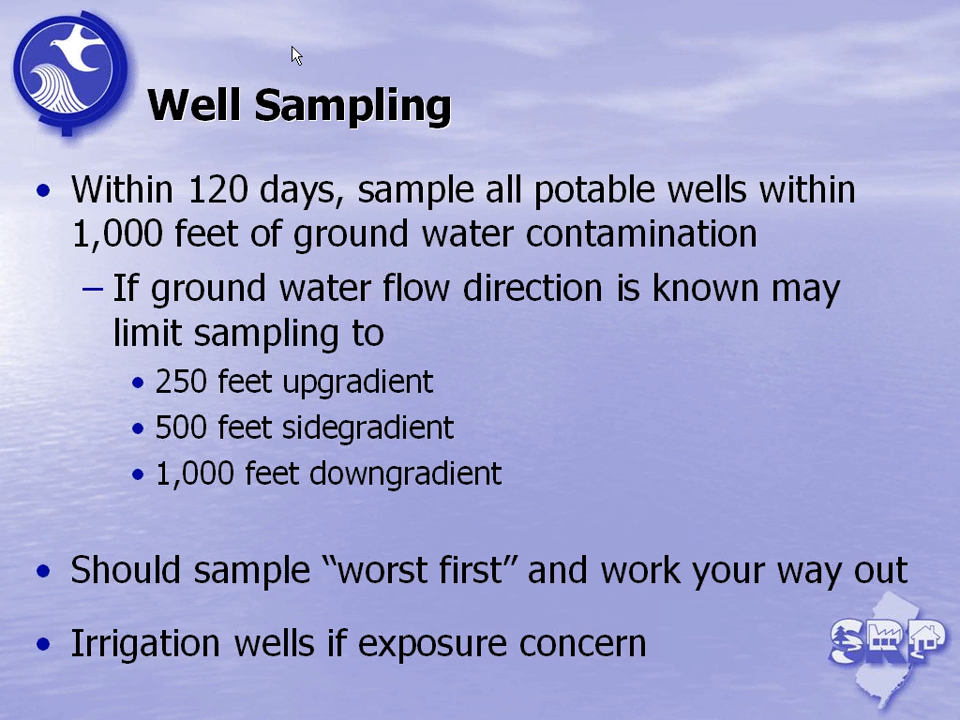 Well Sampling
• Within 120 days, sample all potable wells within
1,000 feet of ground water contamination
– If ground water flow direction is known may
limit sampling to
• 250 feet upgradient
• 500 feet sidegradient
• 1,000 feet downgradient
• Should sample “worst first” and work your way out
• Irrigation wells if exposure concern
SRP